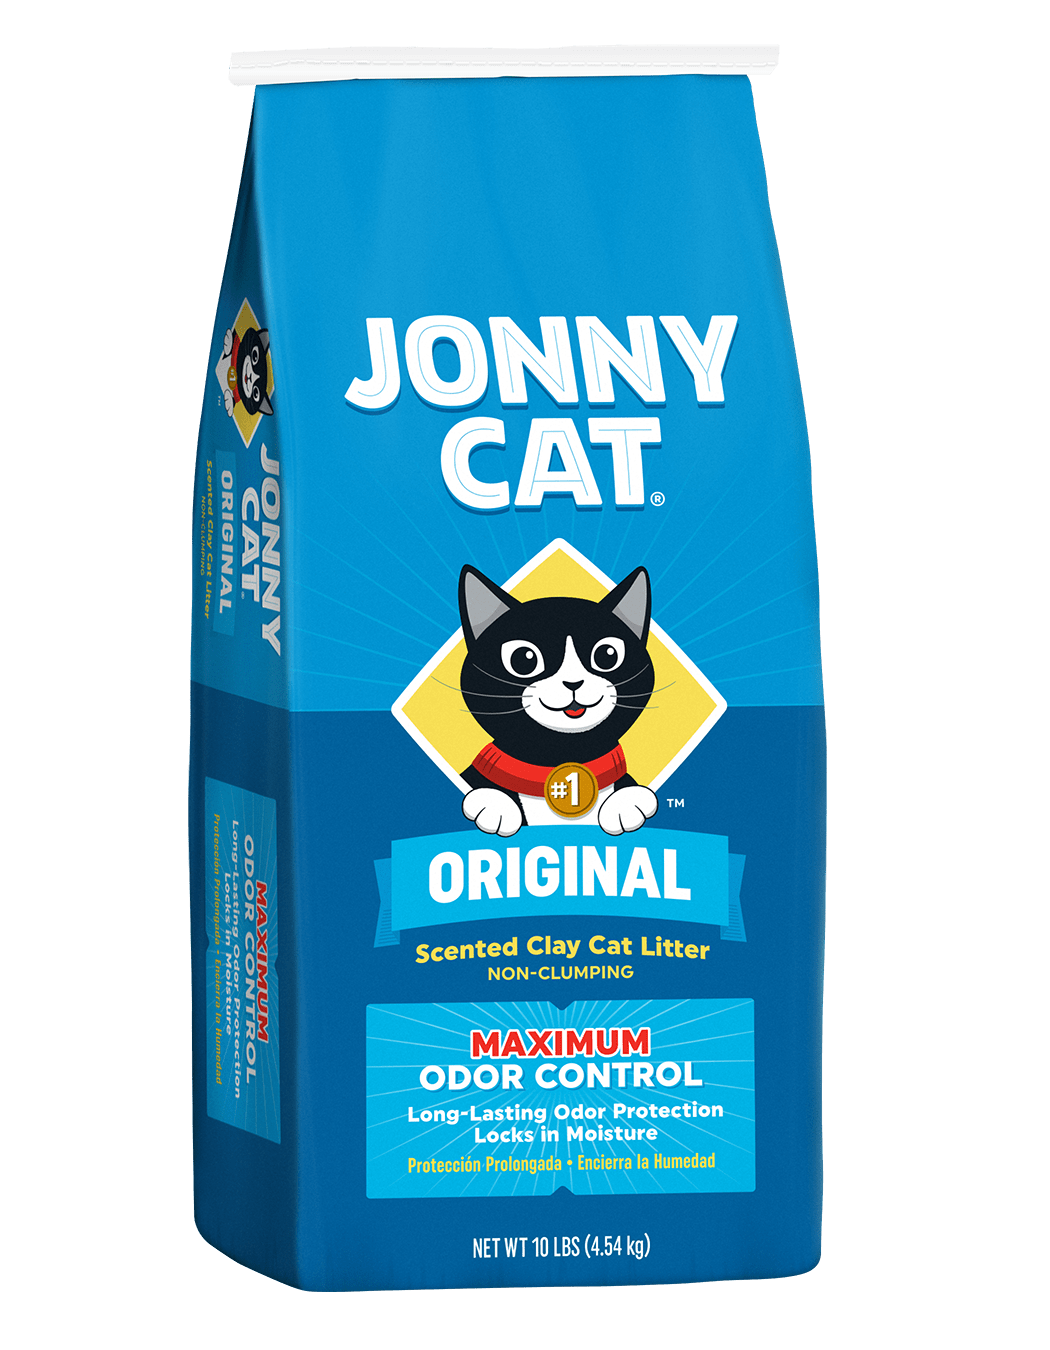 JONNY
CAT®
#1
TM
ORIGINAL
Scented Clay Cat Litter
NON-CLUMPING
MAXIMUM
ODOR CONTROL
Long-Lasting Odor Protection
Locks in Moisture
Protección Prolongada • Encierra la Humedad
NET WT 10 LBS (4.54 kg)
#1
TM
JONNY
CAT®
ORIGINAL
Scented Clay Cat Litter
NON-CLUMPING
MAXIMUM
ODOR CONTROL
Long-Lasting Odor Protection
Locks in Moisture
Protección Prolongada • Encierra la Humedad